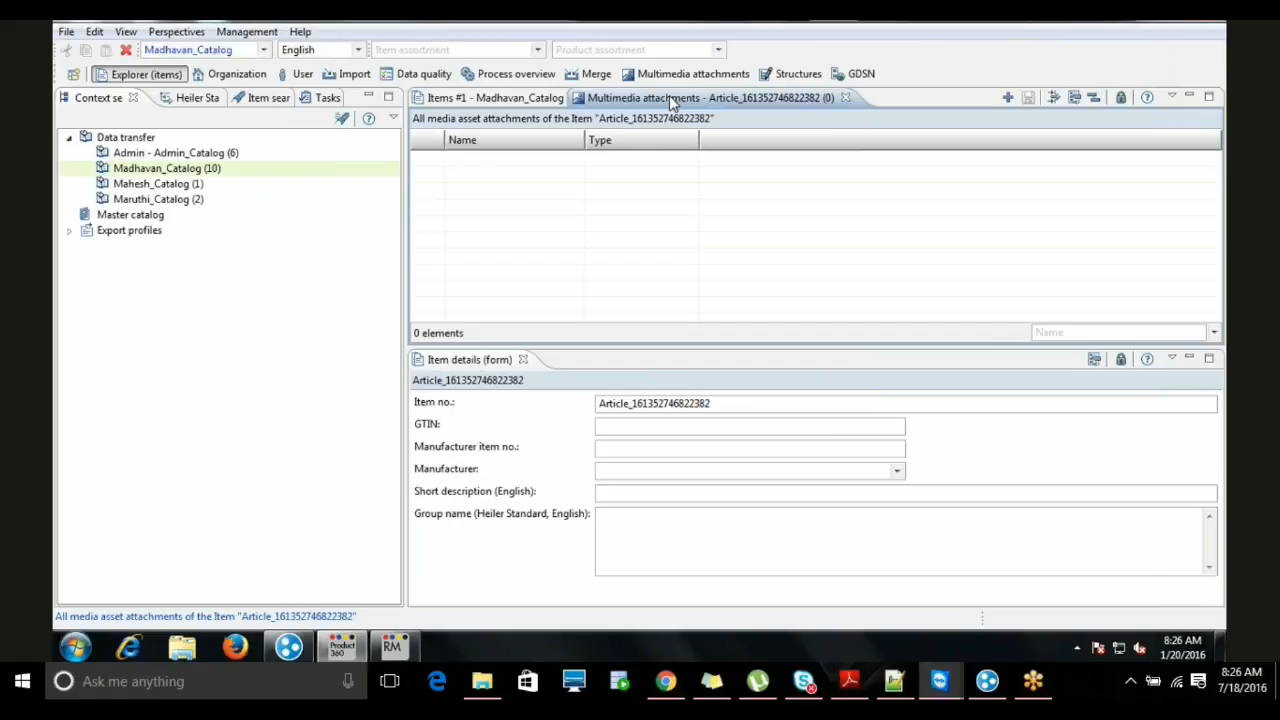 File Edit View Perspectives Management Help
Madhavan_Catalog English Item assortment Product assortment
Explorer (items) Organization User Import Data quality Process overview Merge Multimedia attachments Structures GDSN
Context se Heiler Sta Item sear Tasks
Items #1 - Madhavan_Catalog Multimedia attachments - Article_161352746822382 (0)
All media asset attachments of the Item "Article_161352746822382"
Name Type
Data transfer
Admin - Admin_Catalog (6)
Madhavan_Catalog (10)
Mahesh_Catalog (1)
Maruthi_Catalog (2)
Master catalog
Export profiles
0 elements Name
Item details (form)
Article_161352746822382
Item no.: Article_161352746822382
GTIN:
Manufacturer item no.:
Manufacturer:
Short description (English):
Group name (Heiler Standard, English):
All media asset attachments of the Item "Article_161352746822382"
Product 360 RM
8:26 AM
1/20/2016
Ask me anything
8:26 AM
7/18/2016